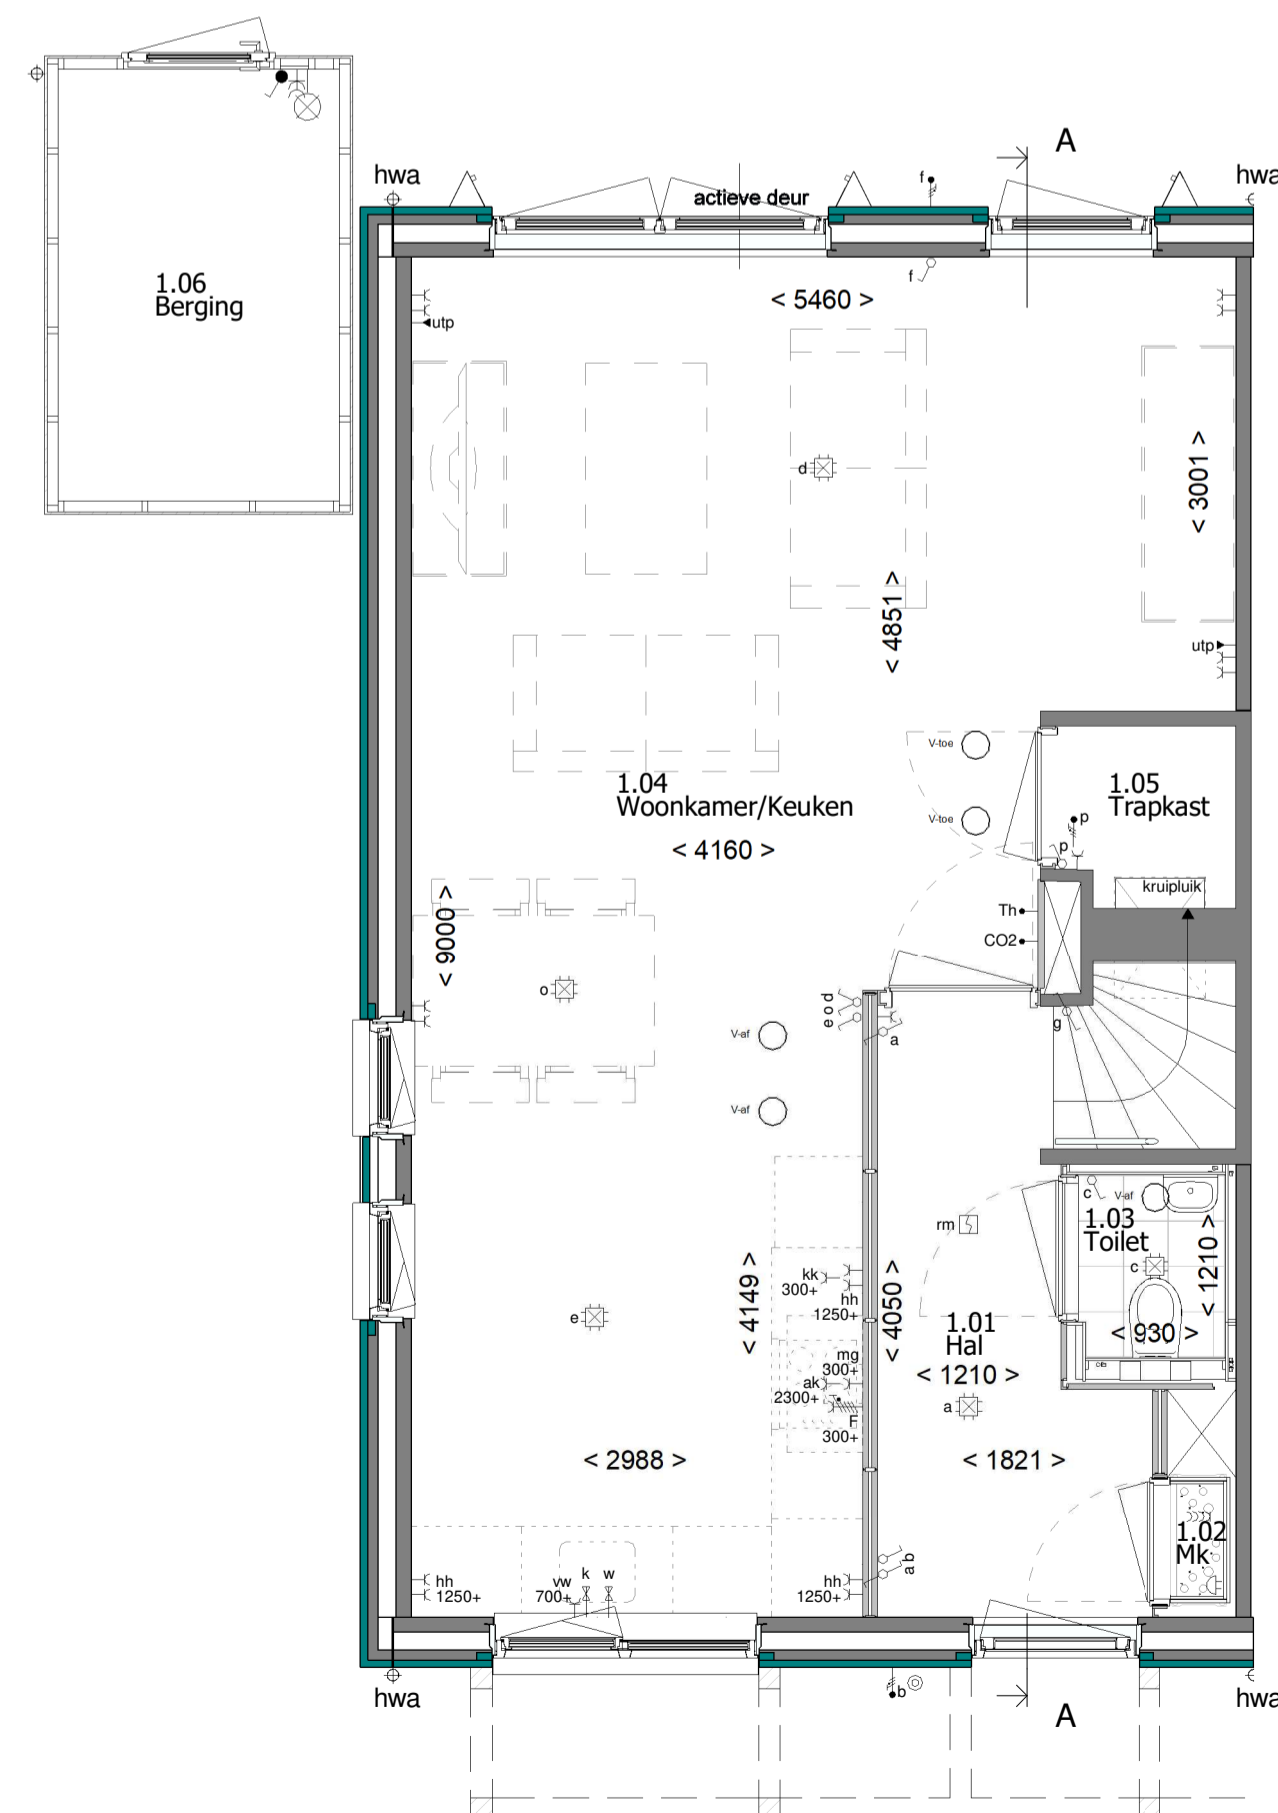 A
hwa
hwa
actieve deur
f
1.06
Berging
f
< 5460 >
utp
d
< 3001 >
< 4851 >
utp
V-toe
1.04
Woonkamer/Keuken
1.05
Trapkast
V-toe
p
p
< 4160 >
kruipluik
< 9000 >
Th
CO2
o
e o d
a
g
V-af
V-af
c
V-af
1.03
Toilet
rm
c
< 1210 >
kk
300+
hh
1250+
< 4149 >
< 4050 >
e
1.01
Hal
< 930 >
mg
300+
< 1210 >
ak
2300+
a
F
300+
< 2988 >
< 1821 >
1.02
Mk
a b
hh
1250+
vw
700+
k
w
hh
1250+
hwa
b
A
hwa